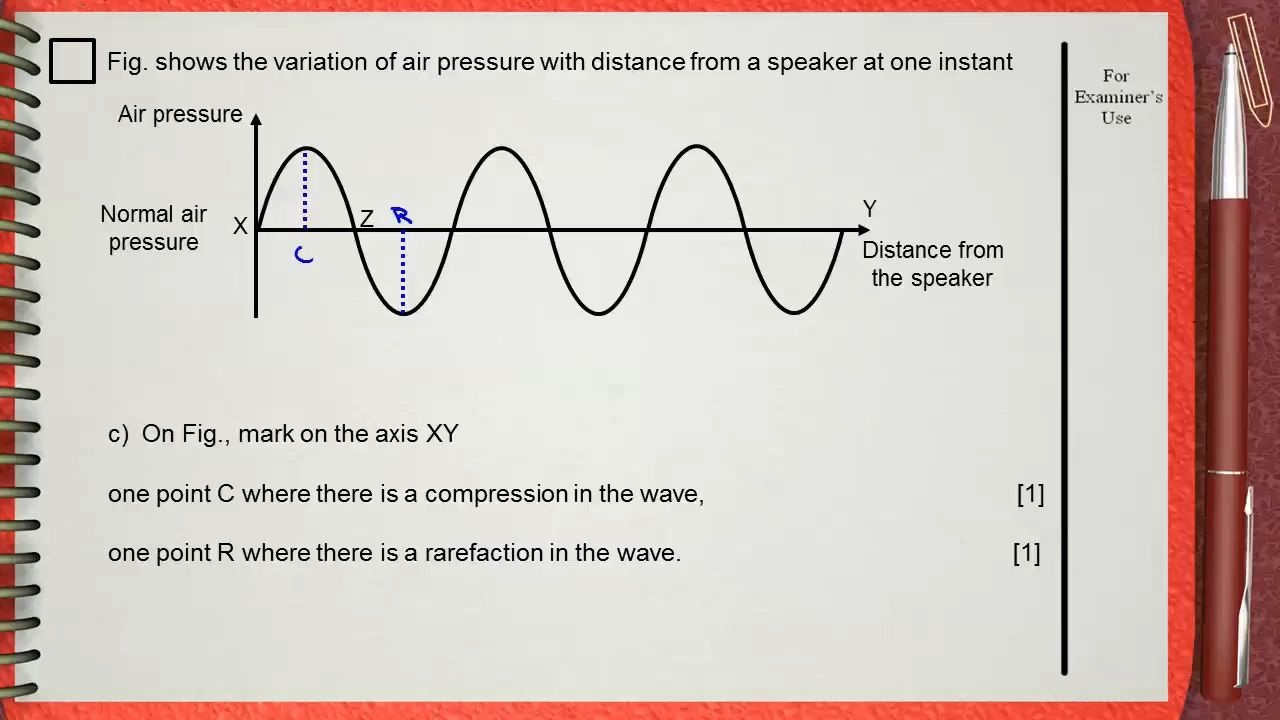 Fig. shows the variation of air pressure with distance from a speaker at one instant
For
Examiner's
Use
Air pressure
Normal air
pressure
X
Z
R
C
Y
Distance from
the speaker
c) On Fig., mark on the axis XY
one point C where there is a compression in the wave, [1]
one point R where there is a rarefaction in the wave. [1]